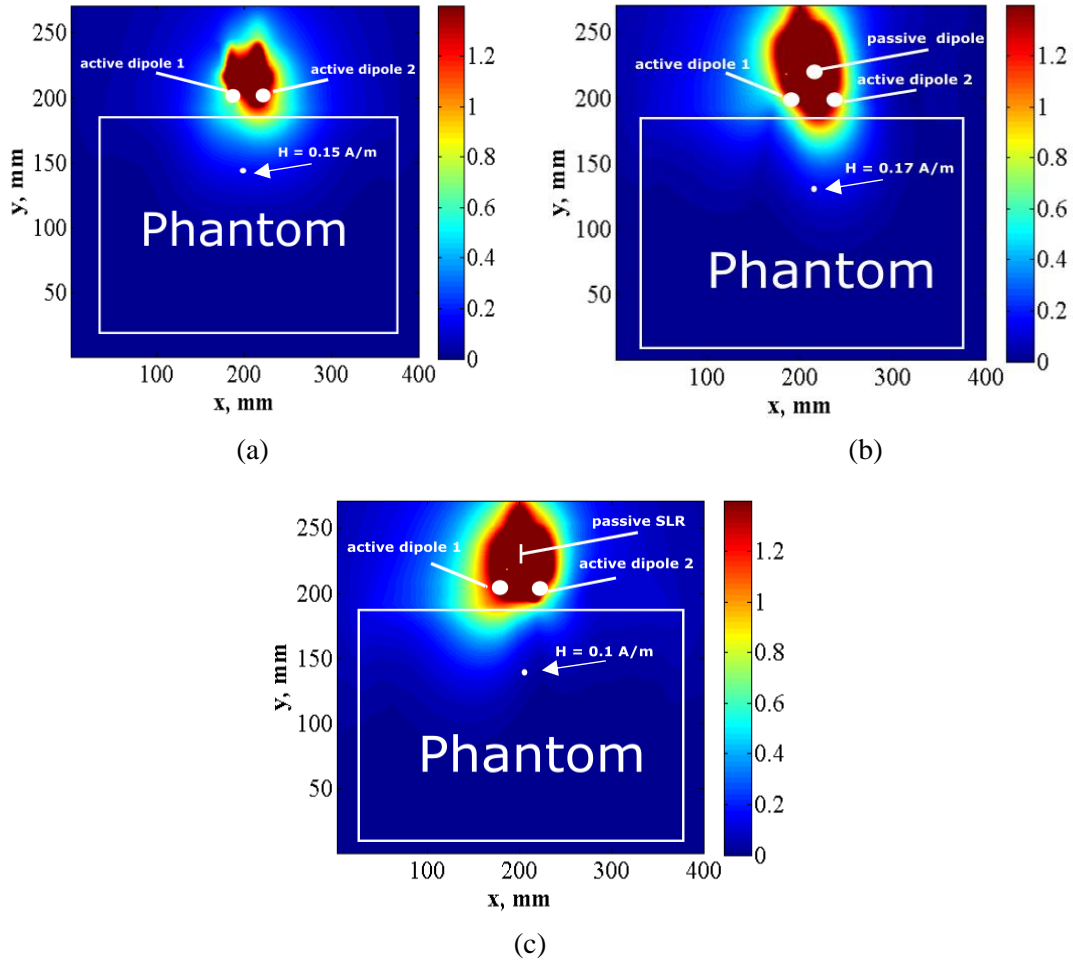 250
200
150
100
50
y, mm
active dipole 1
active dipole 2
H = 0.15 A/m
Phantom
100
200
300
400
x, mm
1.2
1
0.8
0.6
0.4
0.2
0
(a)
250
200
150
100
50
y, mm
passive dipole
active dipole 1
active dipole 2
H = 0.17 A/m
Phantom
100
200
300
400
x, mm
1.2
1
0.8
0.6
0.4
0.2
0
(b)
250
200
150
100
50
y, mm
passive SLR
active dipole 1
active dipole 2
H = 0.1 A/m
Phantom
100
200
300
400
x, mm
1.2
1
0.8
0.6
0.4
0.2
0
(c)